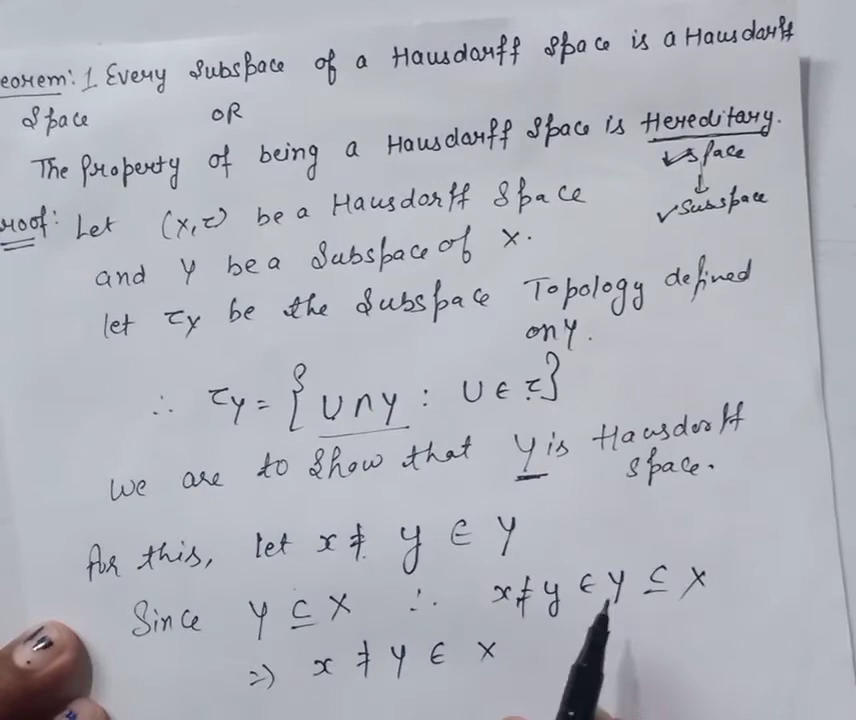 eorem: 1 Every Subspace of a Hausdorff Space is a Hausdorff
Space OR
The Property of being a Hausdorff Space is Hereditary.
✓Space
↓
✓Subspace
roof: Let (X,τ) be a Hausdorff Space
and Y be a Subspace of X.
let τy be the Subspace Topology defined
on Y.
∴ τy = { U∩Y : U ∈ τ }
We are to Show that Y is Hausdorff
Space.
For this, let x ≠ y ∈ Y
Since Y ⊆ X ∴ x ≠ y ∈ Y ⊆ X
⇒ x ≠ y ∈ X